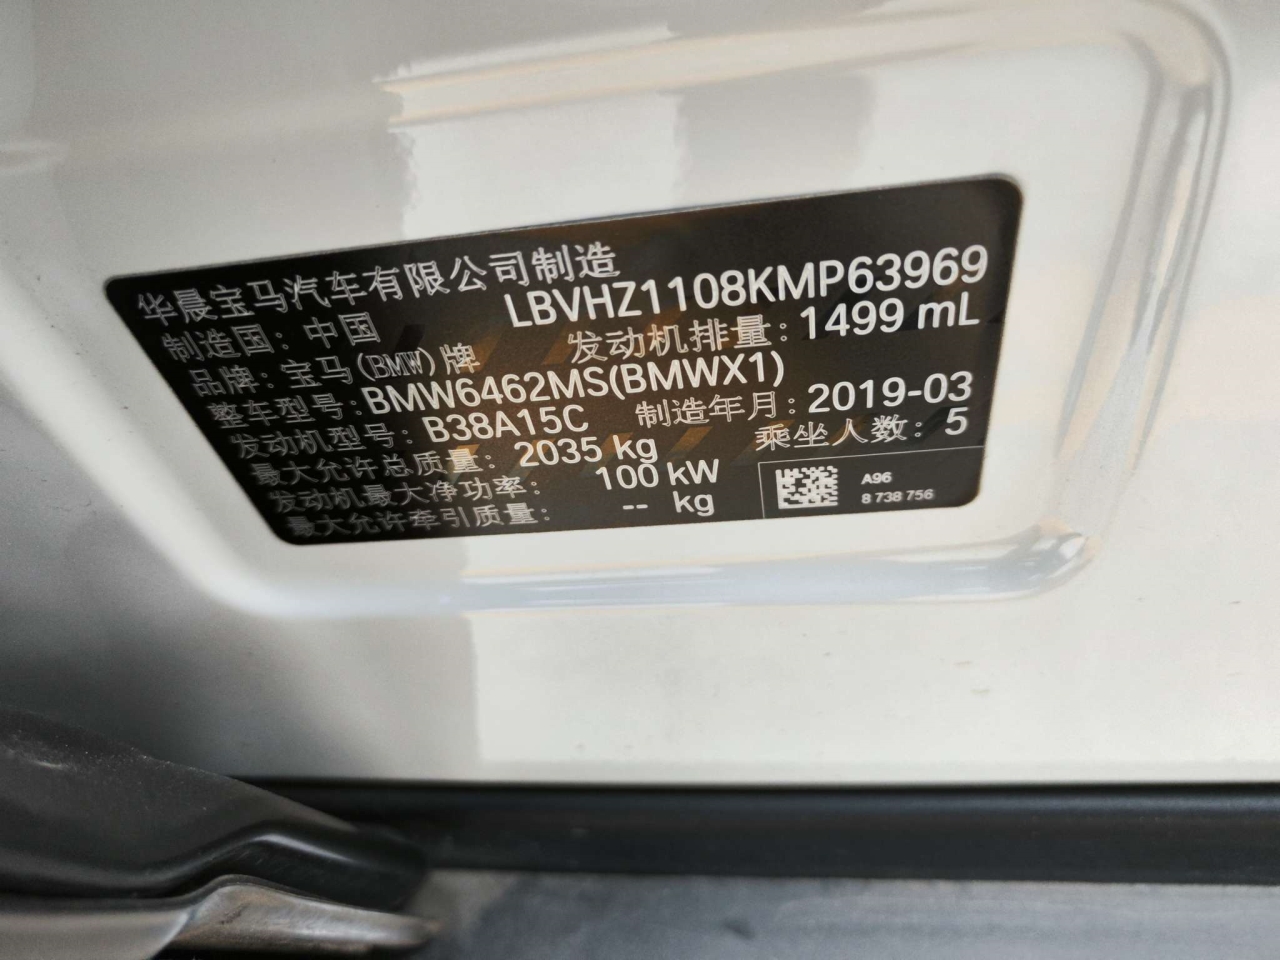 华晨宝马汽车有限公司制造
制造国: 中国 LBVHZ1108KMP63969
品牌: 宝马(BMW)牌 发动机排量: 1499 mL
整车型号: BMW6462MS(BMWX1)
发动机型号: B38A15C 制造年月: 2019-03
最大允许总质量: 2035 kg 乘坐人数: 5
发动机最大净功率: 100 kW
最大允许牵引质量: -- kg
A96
8 738 756